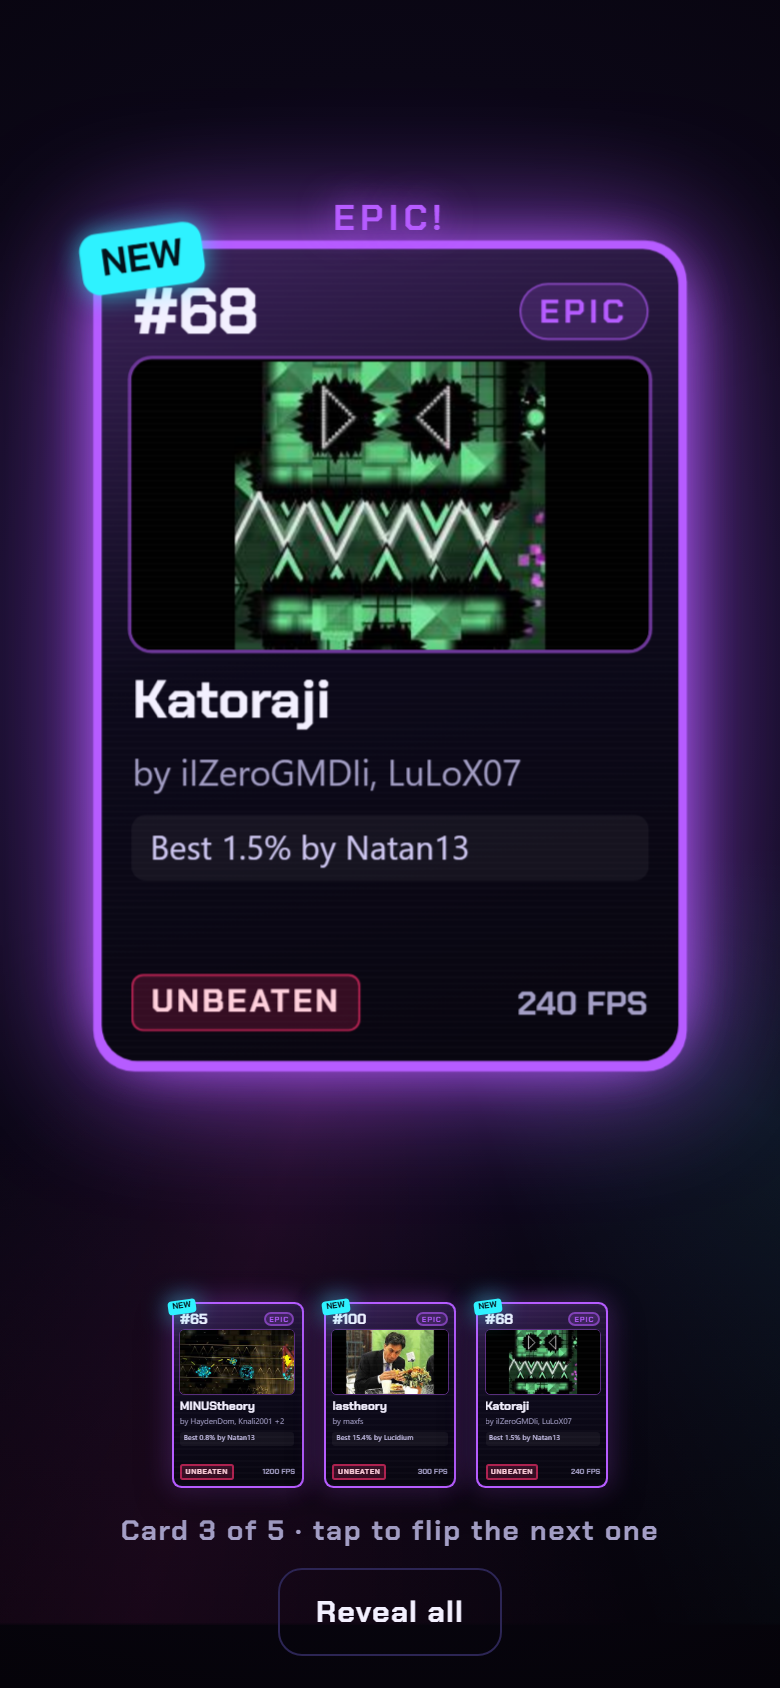 EPIC!
NEW
#68
EPIC
Katoraji
by ilZeroGMDli, LuLoX07
Best 1.5% by Natan13
UNBEATEN
240 FPS
NEW
#65
EPIC
MINUStheory
by HaydenDom, Knali2001 +2
Best 0.8% by Natan13
UNBEATEN
1200 FPS
NEW
#100
EPIC
lastheory
by maxfs
Best 15.4% by Lucidium
UNBEATEN
300 FPS
NEW
#68
EPIC
Katoraji
by ilZeroGMDli, LuLoX07
Best 1.5% by Natan13
UNBEATEN
240 FPS
Card 3 of 5 · tap to flip the next one
Reveal all